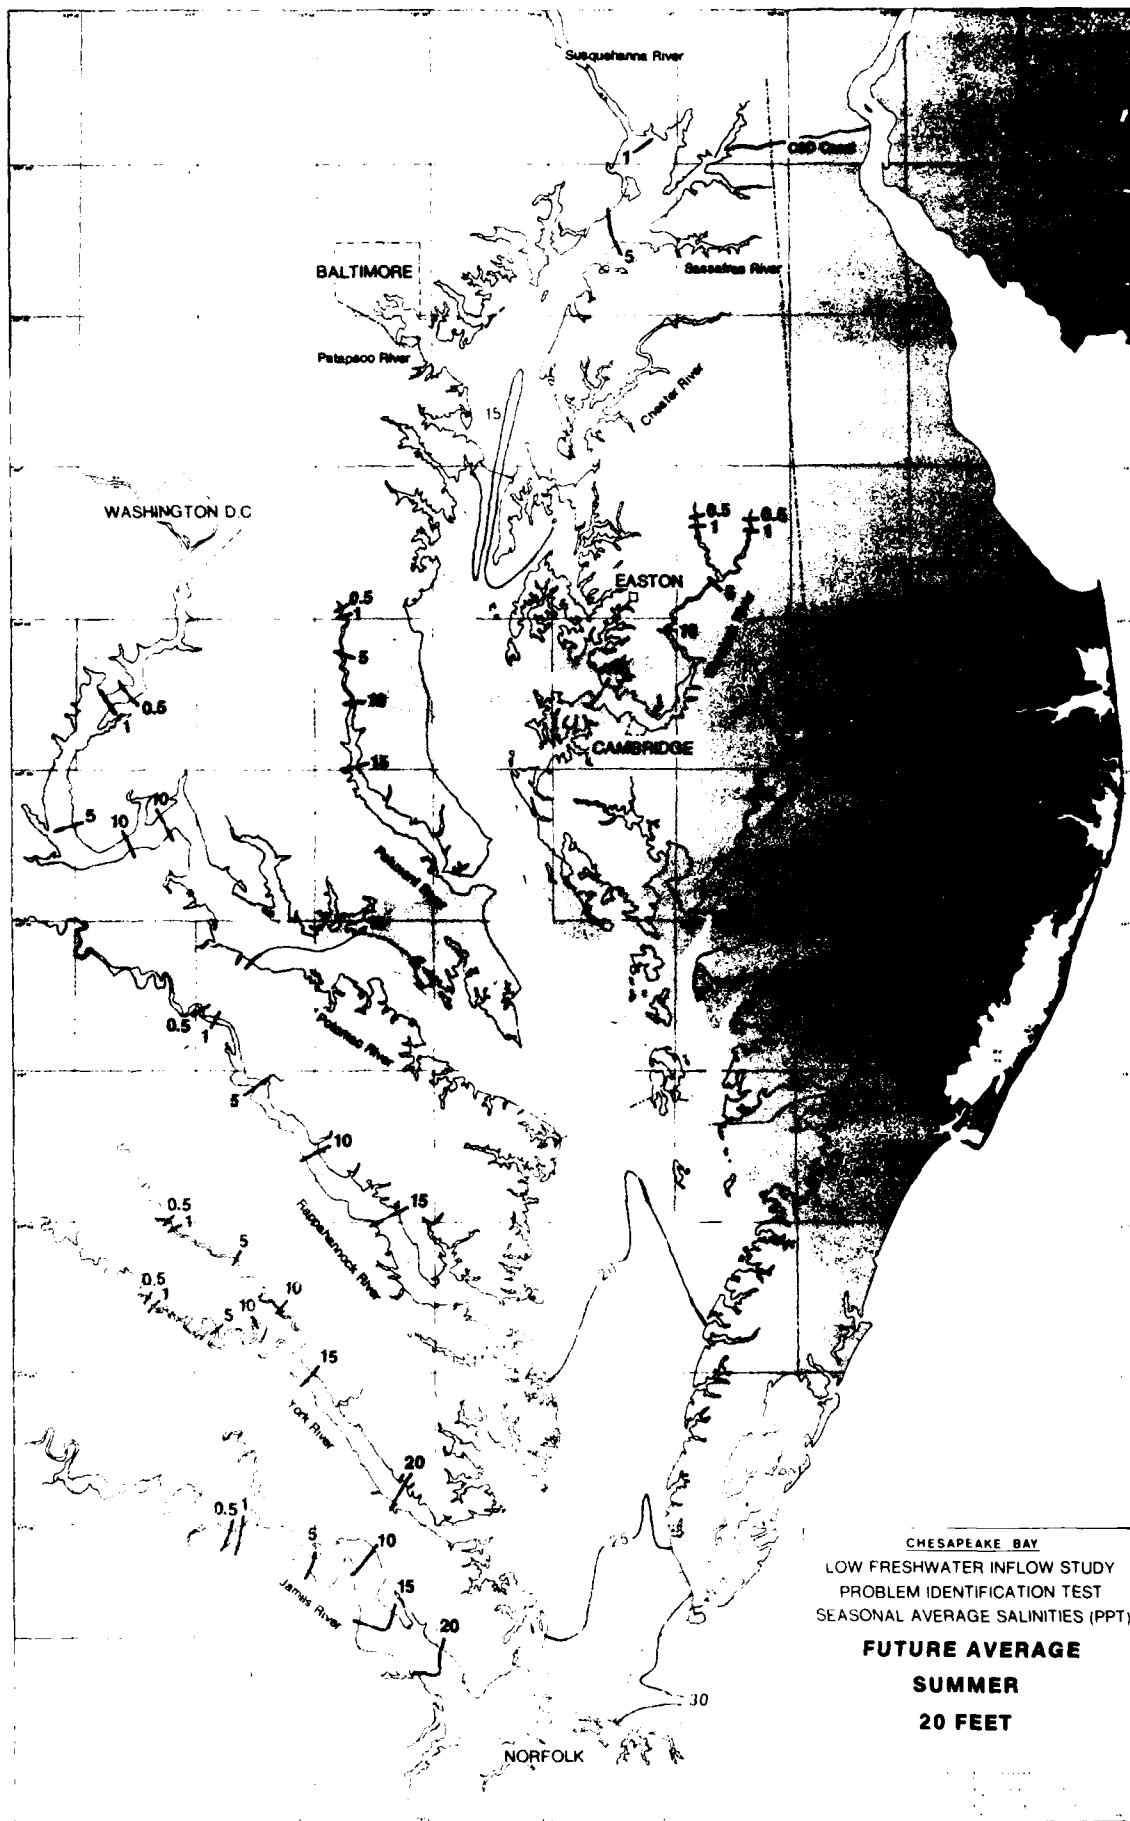 Susquehanna River
1
C&D Canal
5
Sassafras River
BALTIMORE
Patapsco River
15
Chester River
WASHINGTON D.C
0.5
1
0.5
1
EASTON
5
10
0.5
1
5
10
15
0.5
1
CAMBRIDGE
5
10
10
Patuxent River
0.5
1
Potomac River
5
10
15
Rappahannock River
0.5
1
5
20
0.5
1
5
10
10
15
York River
20
0.5
1
5
10
25
15
James River
20
30
NORFOLK
CHESAPEAKE BAY
LOW FRESHWATER INFLOW STUDY
PROBLEM IDENTIFICATION TEST
SEASONAL AVERAGE SALINITIES (PPT)
FUTURE AVERAGE
SUMMER
20 FEET